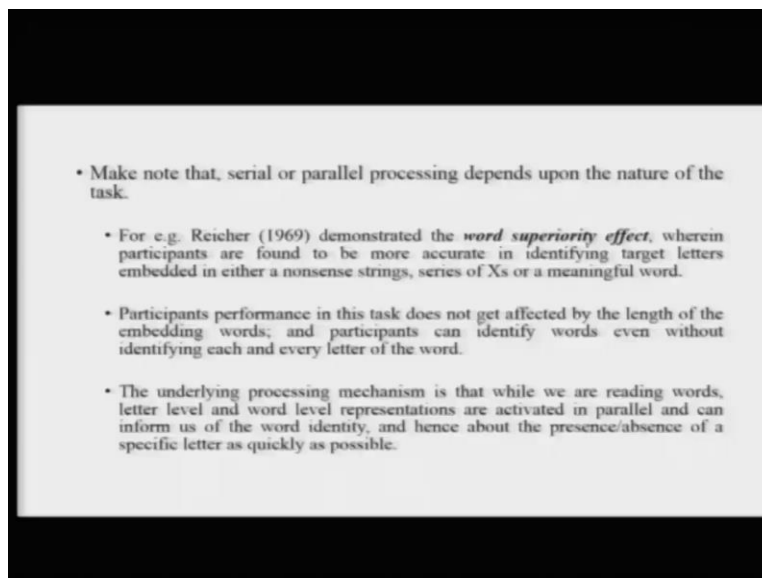 • Make note that, serial or parallel processing depends upon the nature of the
task.
• For e.g. Reicher (1969) demonstrated the word superiority effect, wherein
participants are found to be more accurate in identifying target letters
embedded in either a nonsense strings, series of Xs or a meaningful word.
• Participants performance in this task does not get affected by the length of the
embedding words; and participants can identify words even without
identifying each and every letter of the word.
• The underlying processing mechanism is that while we are reading words,
letter level and word level representations are activated in parallel and can
inform us of the word identity, and hence about the presence/absence of a
specific letter as quickly as possible.